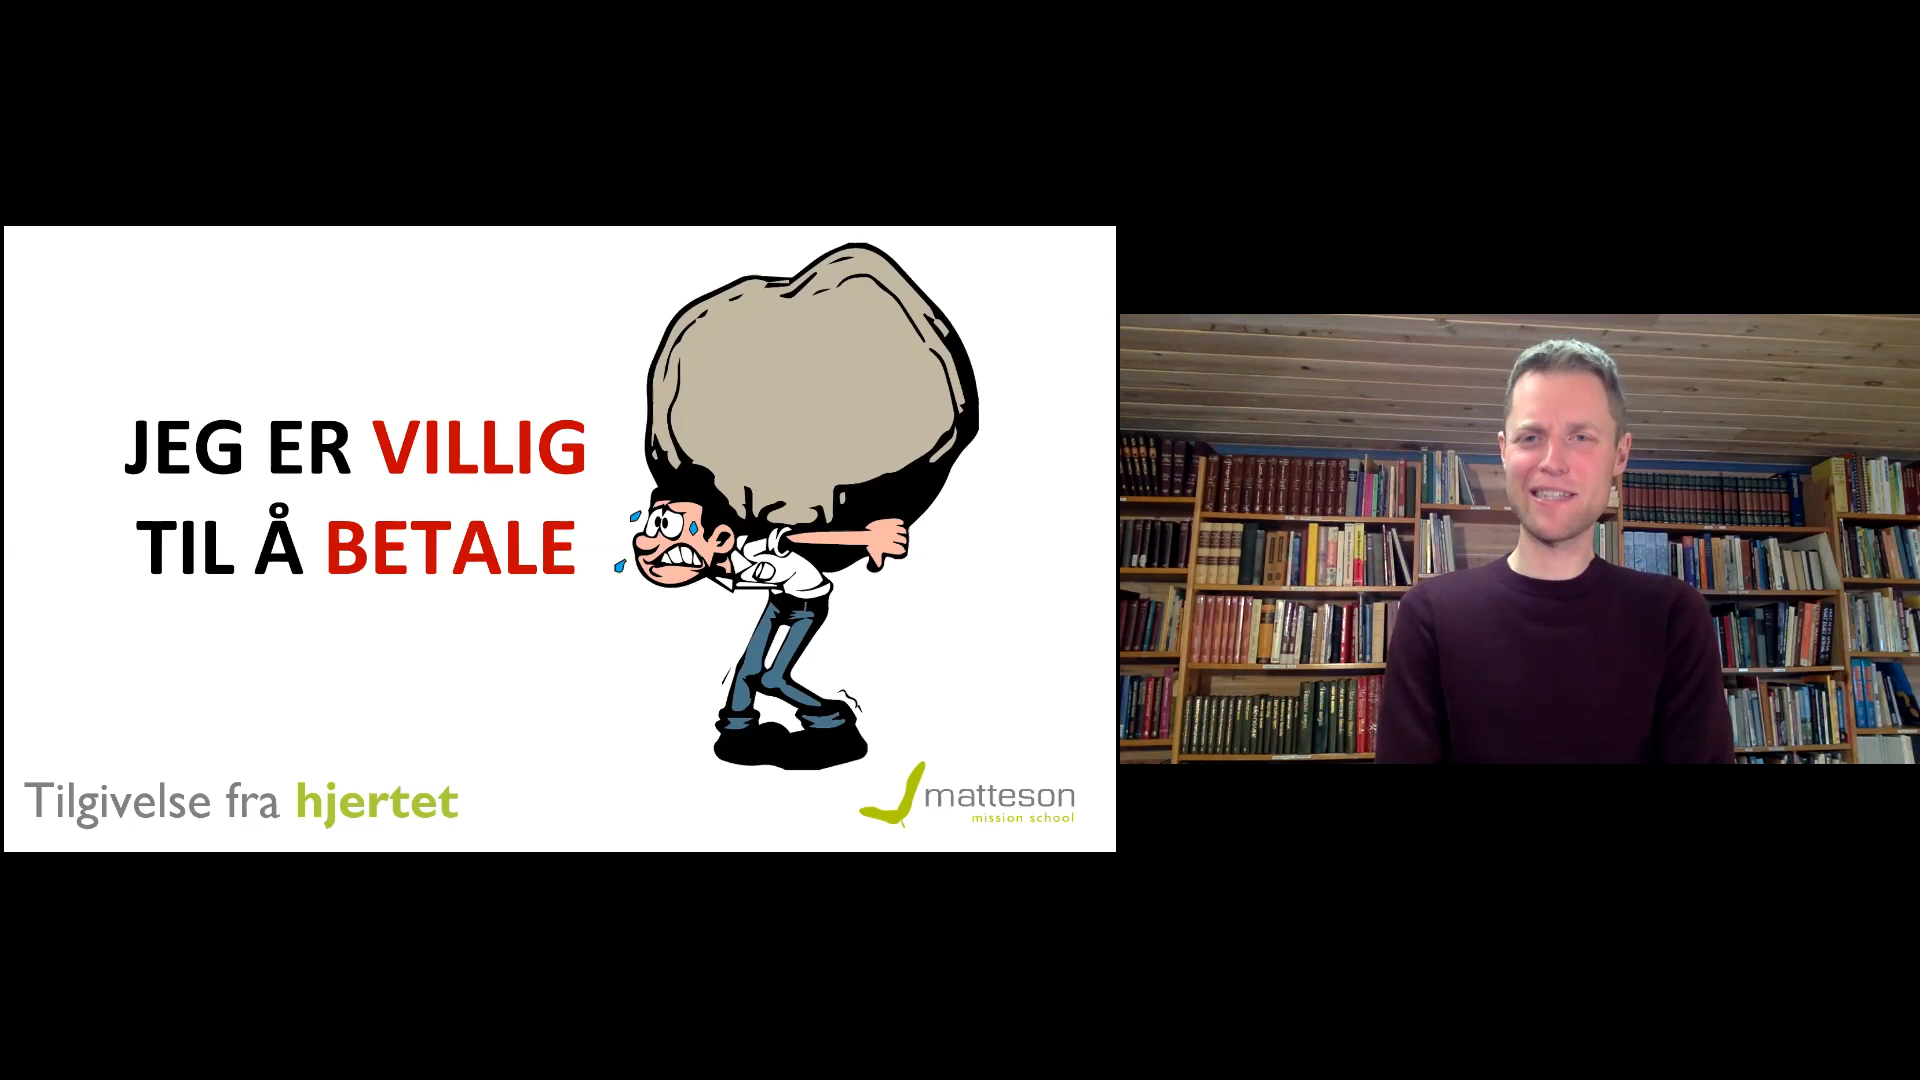 JEG ER VILLIG
TIL Å BETALE
Tilgivelse fra hjertet
matteson
mission school